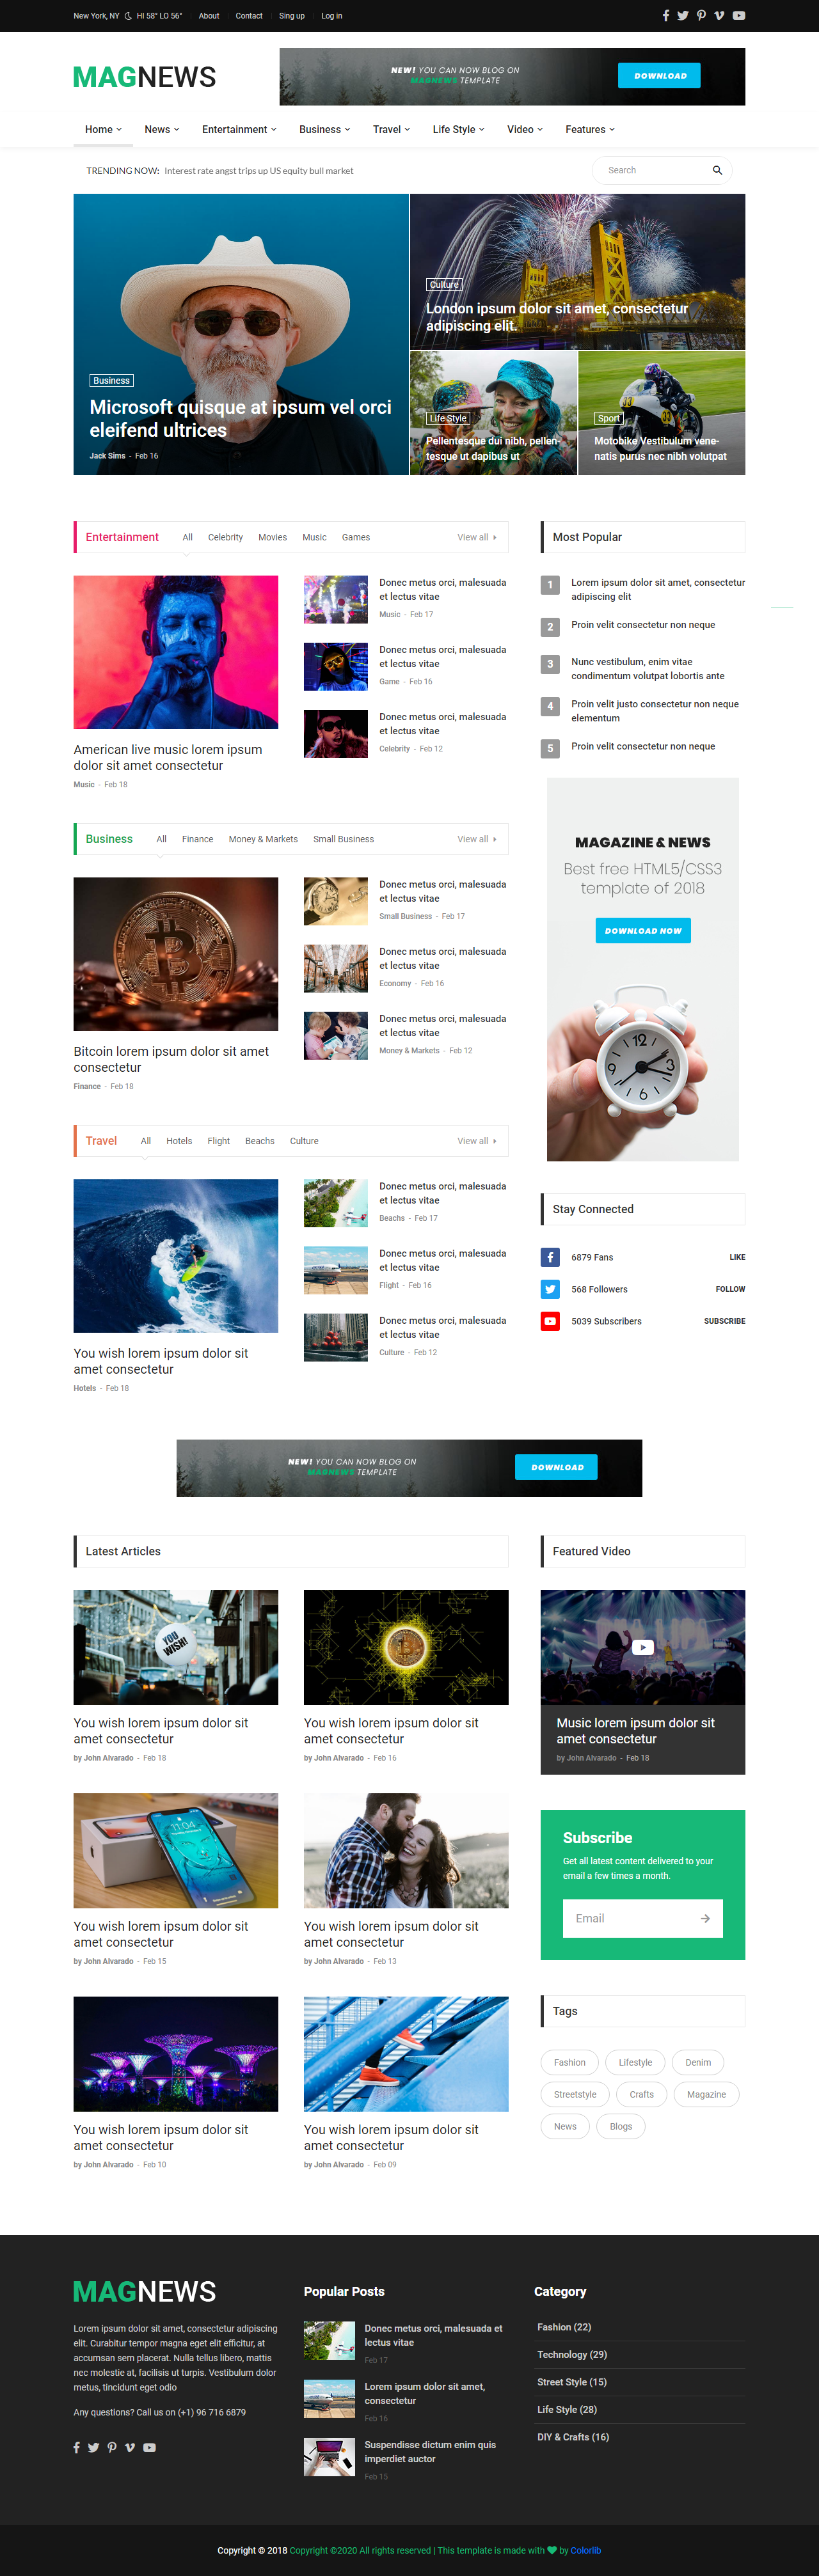 New York, NY HI 58° LO 56° About Contact Sing up Log in
MAGNEWS
NEW! YOU CAN NOW BLOG ON
MAGNEWS TEMPLATE
DOWNLOAD
Home News Entertainment Business Travel Life Style Video Features
TRENDING NOW: Interest rate angst trips up US equity bull market
Search
Business
Microsoft quisque at ipsum vel orci
eleifend ultrices
Jack Sims - Feb 16
Culture
London ipsum dolor sit amet, consectetur
adipiscing elit.
Life Style
Pellentesque dui nibh, pellen-
tesque ut dapibus ut
Sport
Motobike Vestibulum vene-
natis purus nec nibh volutpat
Entertainment All Celebrity Movies Music Games View all
American live music lorem ipsum
dolor sit amet consectetur
Music - Feb 18
Donec metus orci, malesuada
et lectus vitae
Music - Feb 17
Donec metus orci, malesuada
et lectus vitae
Game - Feb 16
Donec metus orci, malesuada
et lectus vitae
Celebrity - Feb 12
Business All Finance Money & Markets Small Business View all
Bitcoin lorem ipsum dolor sit amet
consectetur
Finance - Feb 18
Donec metus orci, malesuada
et lectus vitae
Small Business - Feb 17
Donec metus orci, malesuada
et lectus vitae
Economy - Feb 16
Donec metus orci, malesuada
et lectus vitae
Money & Markets - Feb 12
Travel All Hotels Flight Beachs Culture View all
You wish lorem ipsum dolor sit
amet consectetur
Hotels - Feb 18
Donec metus orci, malesuada
et lectus vitae
Beachs - Feb 17
Donec metus orci, malesuada
et lectus vitae
Flight - Feb 16
Donec metus orci, malesuada
et lectus vitae
Culture - Feb 12
Most Popular
1 Lorem ipsum dolor sit amet, consectetur
adipiscing elit
2 Proin velit consectetur non neque
3 Nunc vestibulum, enim vitae
condimentum volutpat lobortis ante
4 Proin velit justo consectetur non neque
elementum
5 Proin velit consectetur non neque
MAGAZINE & NEWS
Best free HTML5/CSS3
template of 2018
DOWNLOAD NOW
Stay Connected
6879 Fans LIKE
568 Followers FOLLOW
5039 Subscribers SUBSCRIBE
NEW! YOU CAN NOW BLOG ON
MAGNEWS TEMPLATE
DOWNLOAD
Latest Articles
YOU
WISH!
You wish lorem ipsum dolor sit
amet consectetur
by John Alvarado - Feb 18
You wish lorem ipsum dolor sit
amet consectetur
by John Alvarado - Feb 16
11:04
You wish lorem ipsum dolor sit
amet consectetur
by John Alvarado - Feb 15
You wish lorem ipsum dolor sit
amet consectetur
by John Alvarado - Feb 13
You wish lorem ipsum dolor sit
amet consectetur
by John Alvarado - Feb 10
You wish lorem ipsum dolor sit
amet consectetur
by John Alvarado - Feb 09
Featured Video
Music lorem ipsum dolor sit
amet consectetur
by John Alvarado - Feb 18
Subscribe
Get all latest content delivered to your
email a few times a month.
Email
Tags
Fashion Lifestyle Denim
Streetstyle Crafts Magazine
News Blogs
MAGNEWS
Lorem ipsum dolor sit amet, consectetur adipiscing
elit. Curabitur tempor magna eget elit efficitur, at
accumsan sem placerat. Nulla tellus libero, mattis
nec molestie at, facilisis ut turpis. Vestibulum dolor
metus, tincidunt eget odio
Any questions? Call us on (+1) 96 716 6879
Popular Posts
Donec metus orci, malesuada et
lectus vitae
Feb 17
Lorem ipsum dolor sit amet,
consectetur
Feb 16
Suspendisse dictum enim quis
imperdiet auctor
Feb 15
Category
Fashion (22)
Technology (29)
Street Style (15)
Life Style (28)
DIY & Crafts (16)
Copyright © 2018 Copyright ©2020 All rights reserved | This template is made with by Colorlib